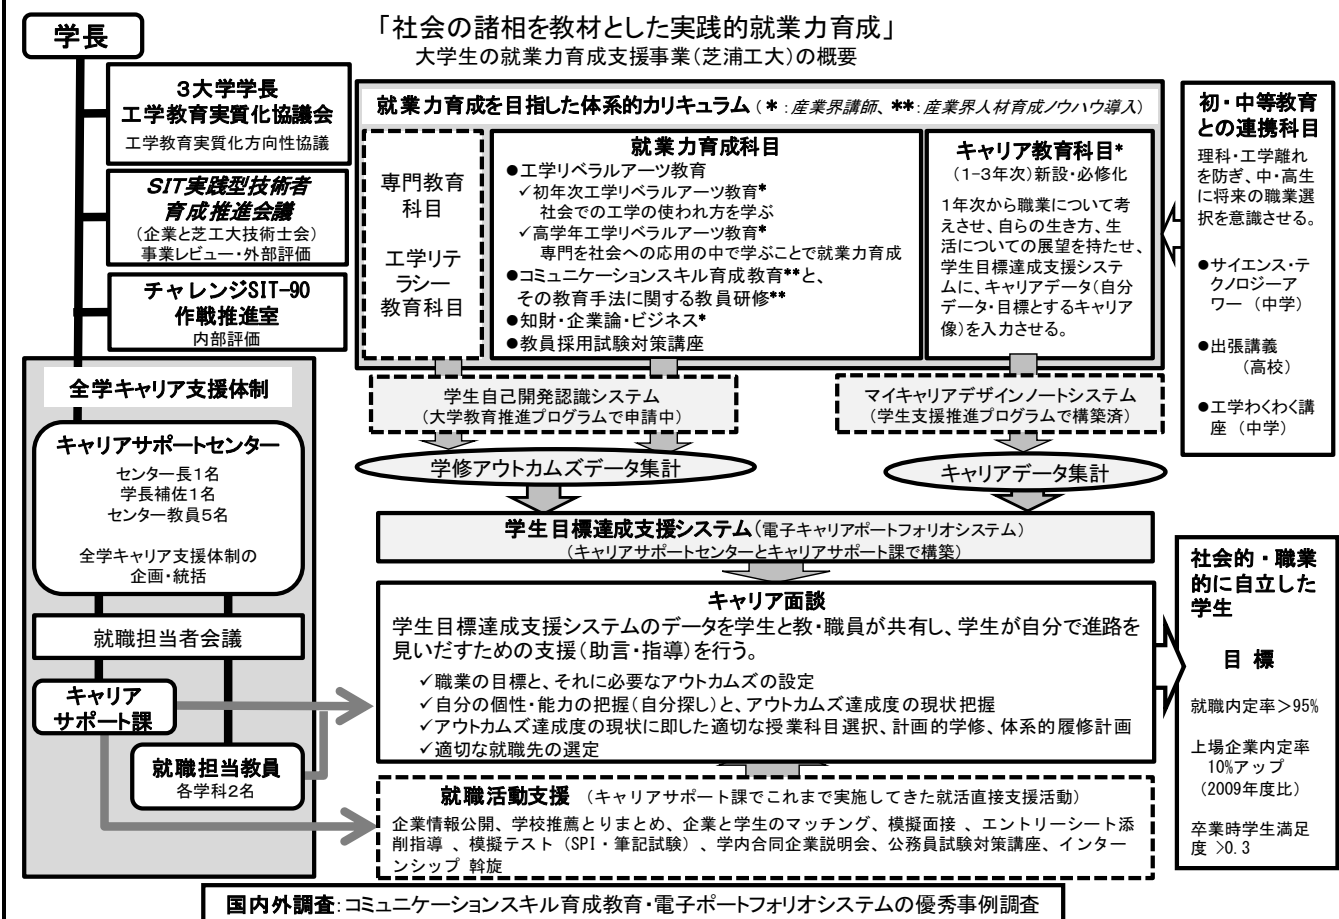 学長
「社会の諸相を教材とした実践的就業力育成」
大学生の就業力育成支援事業(芝浦工大)の概要
3大学学長
工学教育実質化協議会
工学教育実質化方向性協議
SIT実践型技術者
育成推進会議
(企業と芝工大技術士会)
事業レビュー・外部評価
チャレンジSIT-90
作戦推進室
内部評価
全学キャリア支援体制
キャリアサポートセンター
センター長1名
学長補佐1名
センター教員5名
全学キャリア支援体制の
企画・統括
就職担当者会議
キャリア
サポート課
就職担当教員
各学科2名
就業力育成を目指した体系的カリキュラム(*:産業界講師、**:産業界人材育成ノウハウ導入)
専門教育
科目
工学リテ
ラシー
教育科目
就業力育成科目
●工学リベラルアーツ教育
✓初年次工学リベラルアーツ教育*
社会での工学の使われ方を学ぶ
✓高学年工学リベラルアーツ教育*
専門を社会への応用の中で学ぶことで就業力育成
●コミュニケーションスキル育成教育**と、
その教育手法に関する教員研修**
●知財・企業論・ビジネス*
●教員採用試験対策講座
キャリア教育科目*
(1-3年次)新設・必修化
1年次から職業について考
えさせ、自らの生き方、生
活についての展望を持たせ、
学生目標達成支援システ
ムに、キャリアデータ(自分
データ・目標とするキャリア
像)を入力させる。
初・中等教育
との連携科目
理科・工学離れ
を防ぎ、中・高生
に将来の職業選
択を意識させる。
●サイエンス・テ
クノロジーア
ワー(中学)
●出張講義
(高校)
●工学わくわく講
座(中学)
学生自己開発認識システム
(大学教育推進プログラムで申請中)
マイキャリアデザインノートシステム
(学生支援推進プログラムで構築済)
学修アウトカムズデータ集計
キャリアデータ集計
学生目標達成支援システム(電子キャリアポートフォリオシステム)
(キャリアサポートセンターとキャリアサポート課で構築)
キャリア面談
学生目標達成支援システムのデータを学生と教・職員が共有し、学生が自分で進路を
見いだすための支援(助言・指導)を行う。
✓職業の目標と、それに必要なアウトカムズの設定
✓自分の個性・能力の把握(自分探し)と、アウトカムズ達成度の現状把握
✓アウトカムズ達成度の現状に即した適切な授業科目選択、計画的学修、体系的履修計画
✓適切な就職先の選定
就職活動支援 (キャリアサポート課でこれまで実施してきた就活直接支援活動)
企業情報公開、学校推薦とりまとめ、企業と学生のマッチング、模擬面接 、エントリーシート添
削指導 、模擬テスト(SPI・筆記試験)、学内合同企業説明会、公務員試験対策講座、インター
ンシップ 斡旋
社会的・職業
的に自立した
学生
目 標
就職内定率>95%
上場企業内定率
10%アップ
(2009年度比)
卒業時学生満足
度 >0.3
国内外調査:コミュニケーションスキル育成教育・電子ポートフォリオシステムの優秀事例調査